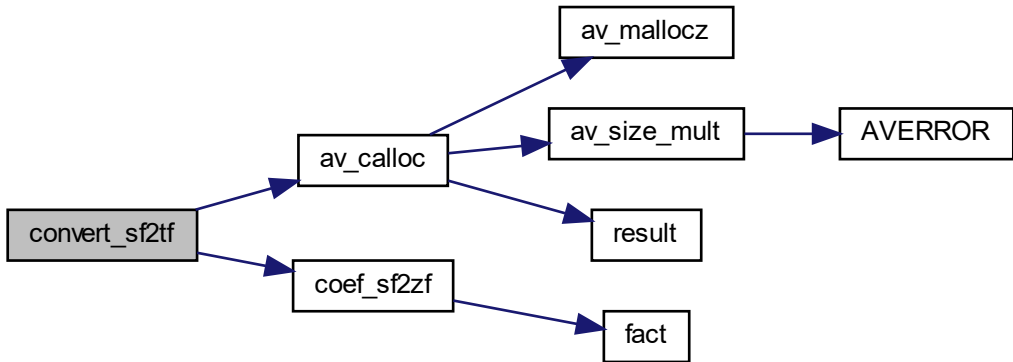 av_mallocz
av_size_mult
AVERROR
av_calloc
convert_sf2tf
result
coef_sf2zf
fact